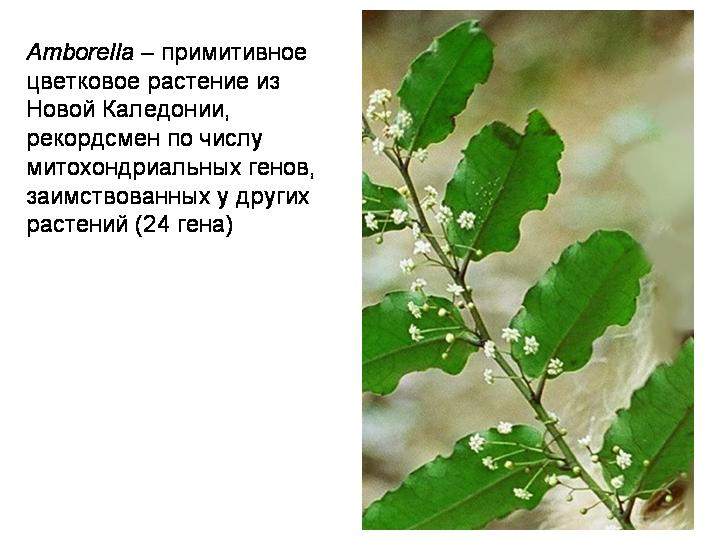 Amborella – примитивное
цветковое растение из
Новой Каледонии,
рекордсмен по числу
митохондриальных генов,
заимствованных у других
растений (24 гена)